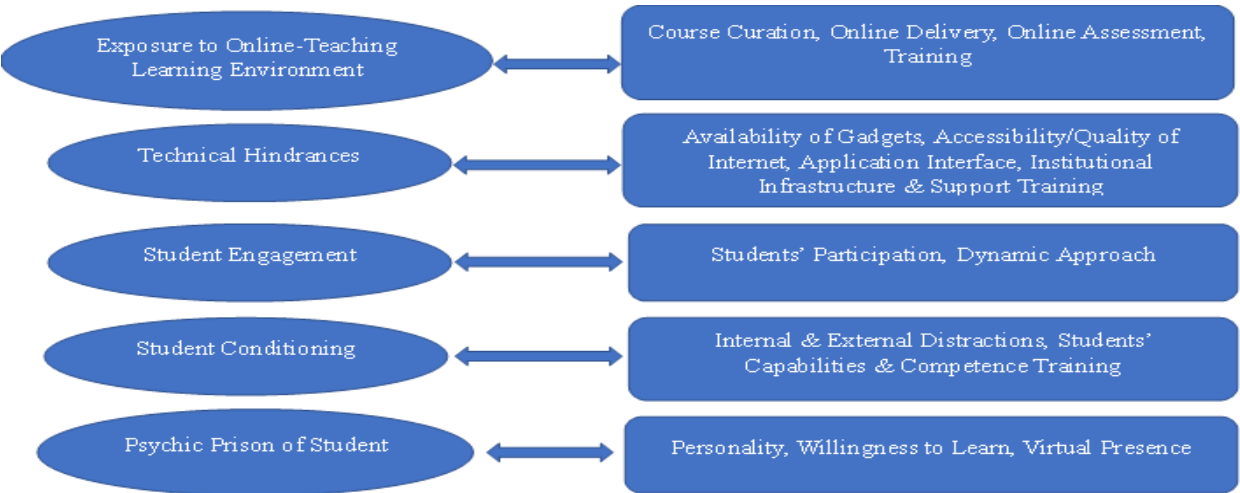 Exposure to Online-Teaching
Learning Environment
Course Curation, Online Delivery, Online Assessment,
Training
Technical Hindrances
Availability of Gadgets, Accessibility/Quality of
Internet, Application Interface, Institutional
Infrastructure & Support Training
Student Engagement
Students’ Participation, Dynamic Approach
Student Conditioning
Internal & External Distractions, Students’
Capabilities & Competence Training
Psychic Prison of Student
Personality, Willingness to Learn, Virtual Presence